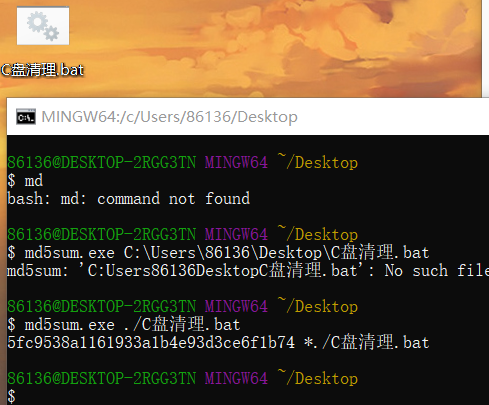 C盘清理.bat
MINGW64:/c/Users/86136/Desktop
86136@DESKTOP-2RGG3TN MINGW64 ~/Desktop
$ md
bash: md: command not found
86136@DESKTOP-2RGG3TN MINGW64 ~/Desktop
$ md5sum.exe C:\Users\86136\Desktop\C盘清理.bat
md5sum: 'C:Users86136DesktopC盘清理.bat': No such file
86136@DESKTOP-2RGG3TN MINGW64 ~/Desktop
$ md5sum.exe ./C盘清理.bat
5fc9538a1161933a1b4e93d3ce6f1b74 *./C盘清理.bat
86136@DESKTOP-2RGG3TN MINGW64 ~/Desktop
$